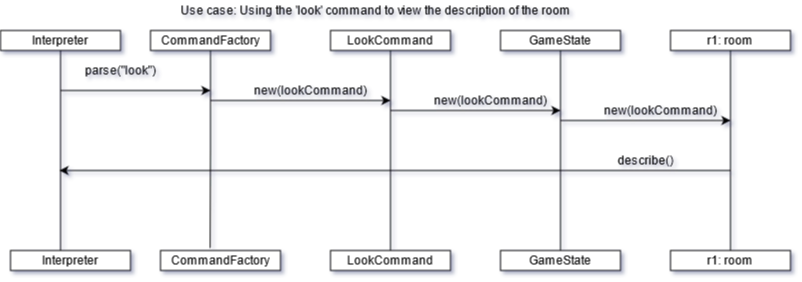 Use case: Using the 'look' command to view the description of the room
Interpreter CommandFactory LookCommand GameState r1: room
parse("look")
new(lookCommand)
new(lookCommand)
new(lookCommand)
describe()
Interpreter CommandFactory LookCommand GameState r1: room